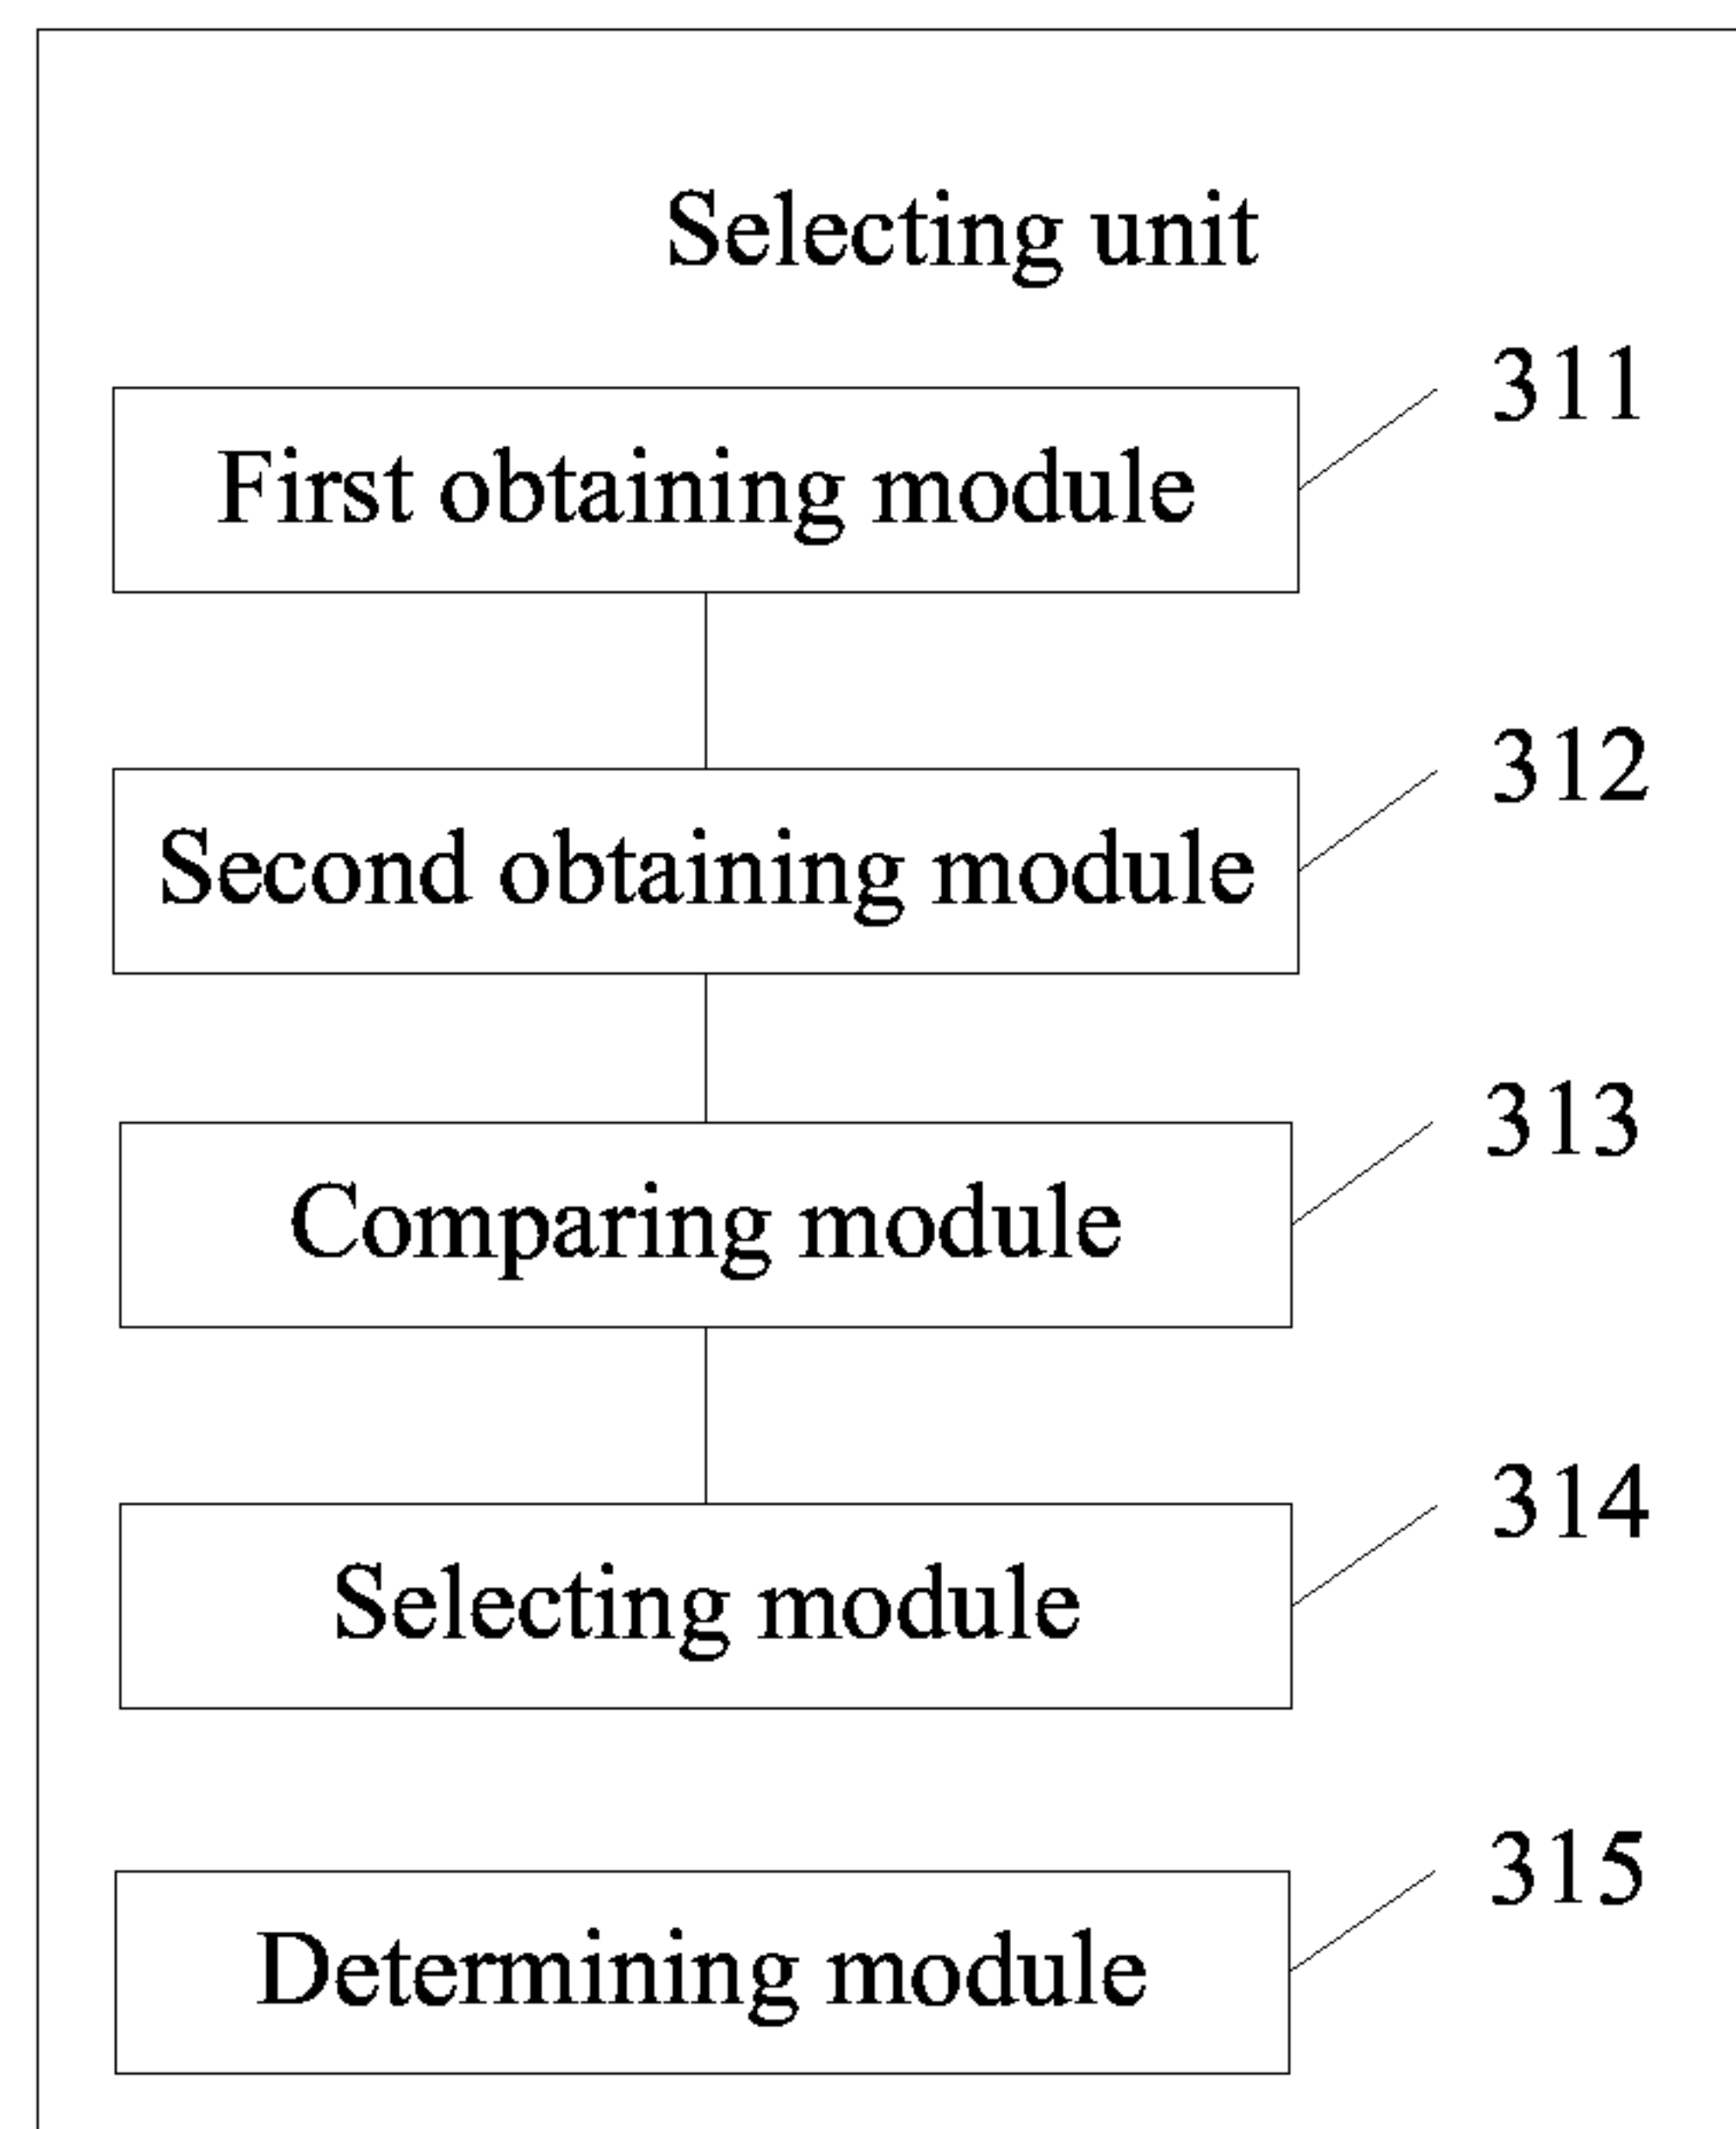 Selecting unit
311
First obtaining module
312
Second obtaining module
313
Comparing module
314
Selecting module
315
Determining module